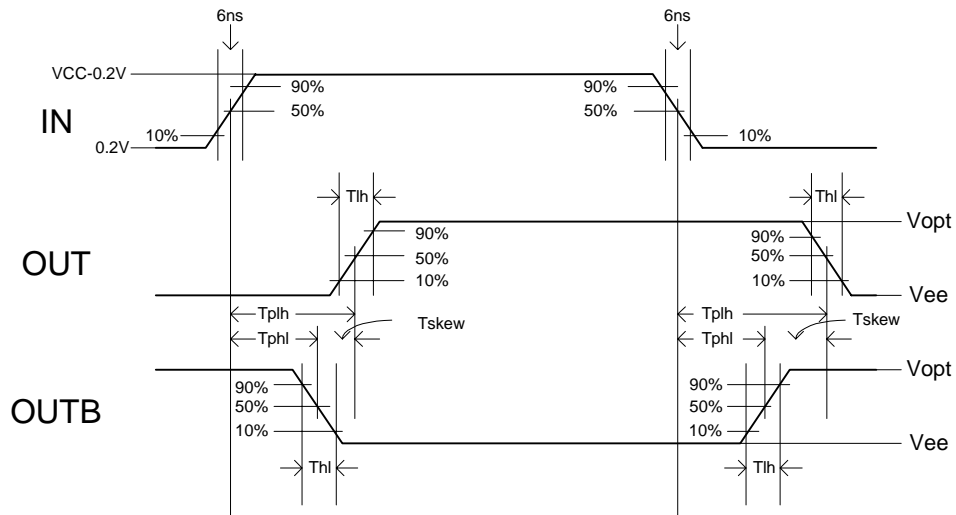 6ns 6ns
VCC-0.2V
90% 90%
IN
50% 50%
10% 10%
0.2V
Tlh Thl
Vopt
90% 90%
OUT
50% 50%
10% 10%
Vee
Tplh Tplh
Tskew Tskew
Tphl Tphl
Vopt
90% 90%
OUTB
50% 50%
10% 10%
Vee
Thl Tlh